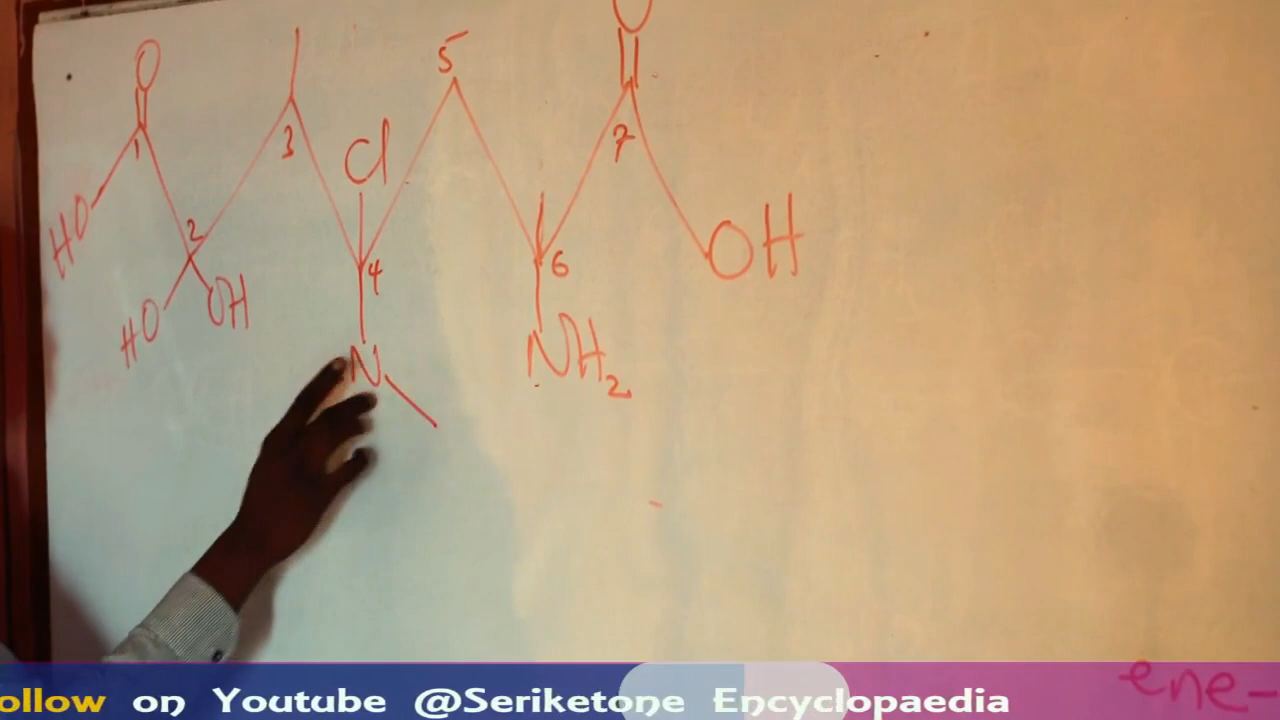 O
O
5
1
3
Cl
7
HO
2
4
6
OH
HO
OH
N
NH2
ene-
ollow on Youtube @Seriketone Encyclopaedia